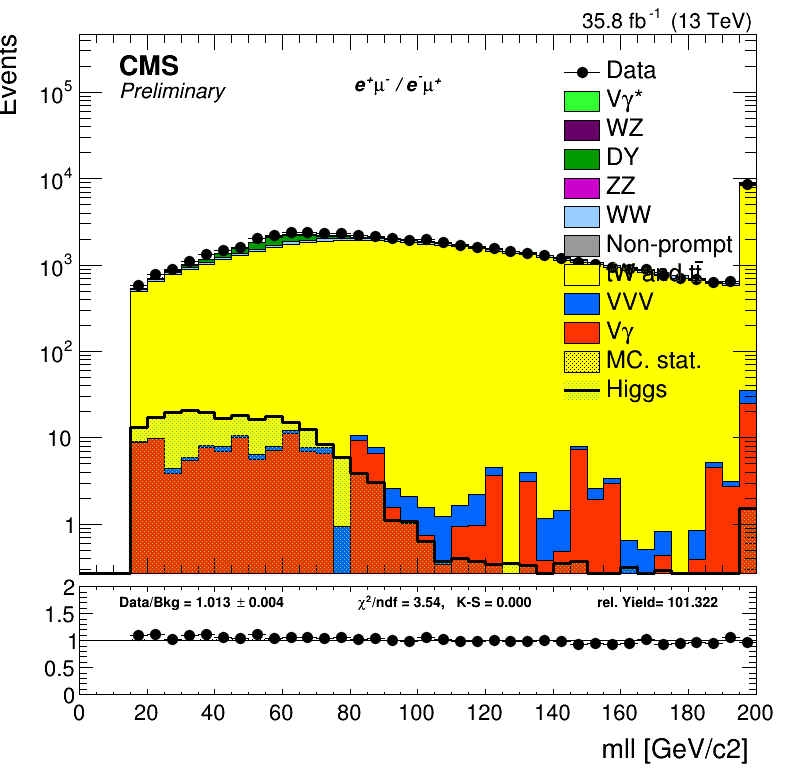 35.8 fb⁻¹ (13 TeV)
Events
CMS
Preliminary
e⁺μ⁻ / e⁻μ⁺
Data
Vγ*
WZ
DY
ZZ
WW
Non-prompt
tW and tt̄
VVV
Vγ
MC. stat.
Higgs
10⁵
10⁴
10³
10²
10
1
2
1.5
1
0.5
0
Data/Bkg = 1.013 ± 0.004
χ²/ndf = 3.54, K-S = 0.000
rel. Yield= 101.322
0 20 40 60 80 100 120 140 160 180 200
mll [GeV/c2]